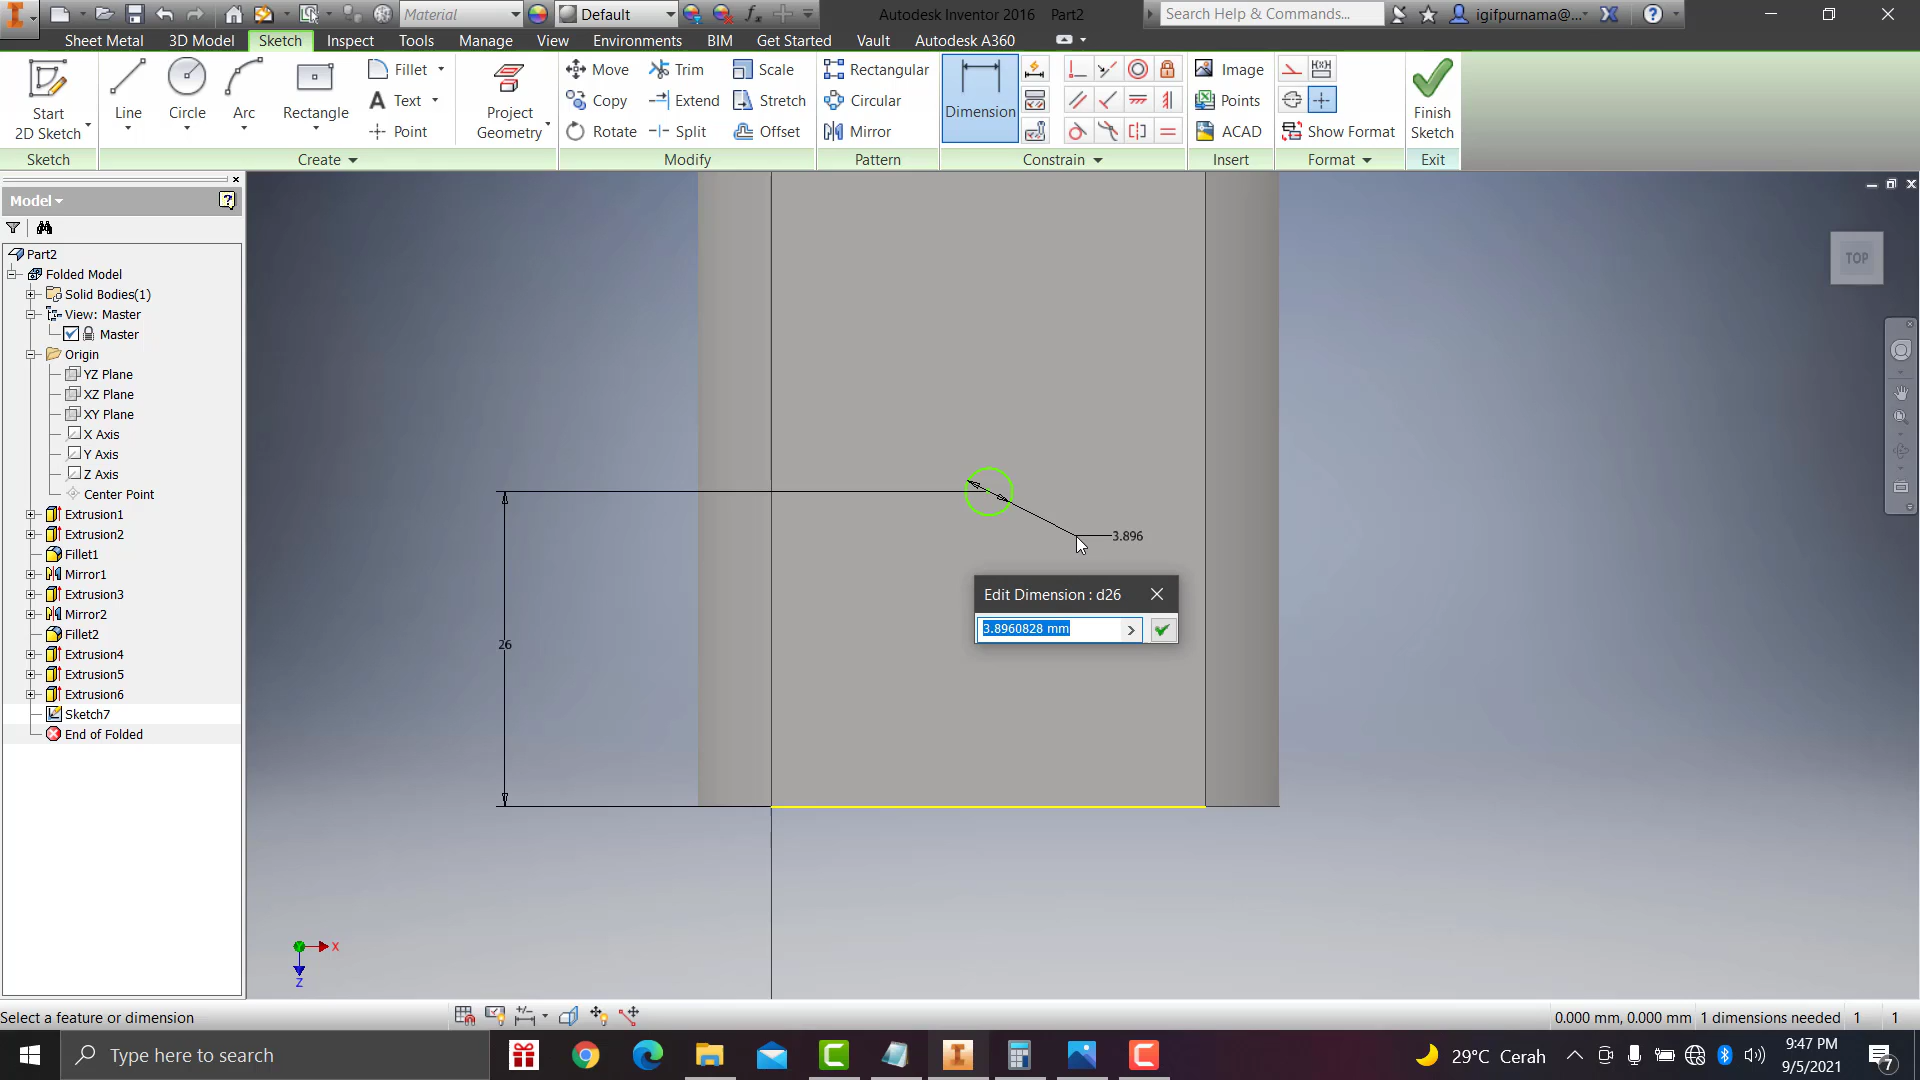 Material
Default
Autodesk Inventor 2016 Part2
Search Help & Commands...
igifpurnama@...
Sheet Metal 3D Model Sketch Inspect Tools Manage View Environments BIM Get Started Vault Autodesk A360
Start
2D Sketch
Line
Circle
Arc
Rectangle
Fillet
Text
Point
Project
Geometry
Move
Copy
Rotate
Trim
Extend
Split
Scale
Stretch
Offset
Rectangular
Circular
Mirror
Dimension
Image
Points
ACAD
Show Format
Finish
Sketch
Sketch Create Modify Pattern Constrain Insert Format Exit
Model
Part2
Folded Model
Solid Bodies(1)
View: Master
Master
Origin
YZ Plane
XZ Plane
XY Plane
X Axis
Y Axis
Z Axis
Center Point
Extrusion1
Extrusion2
Fillet1
Mirror1
Extrusion3
Mirror2
Fillet2
Extrusion4
Extrusion5
Extrusion6
Sketch7
End of Folded
TOP
3.896
Edit Dimension : d26
3.8960828 mm
26
X
Z
Select a feature or dimension
0.000 mm, 0.000 mm 1 dimensions needed 1 1
Type here to search
29°C Cerah
9:47 PM
9/5/2021
7